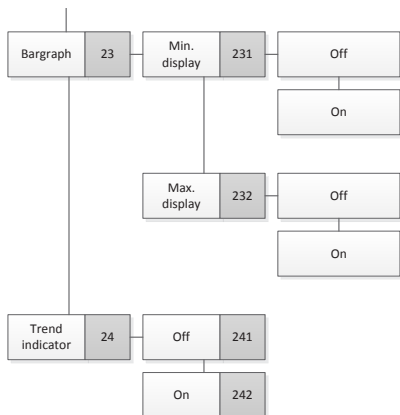 Bargraph 23 Min. display 231 Off
On
Max. display 232 Off
On
Trend indicator 24 Off 241
On 242